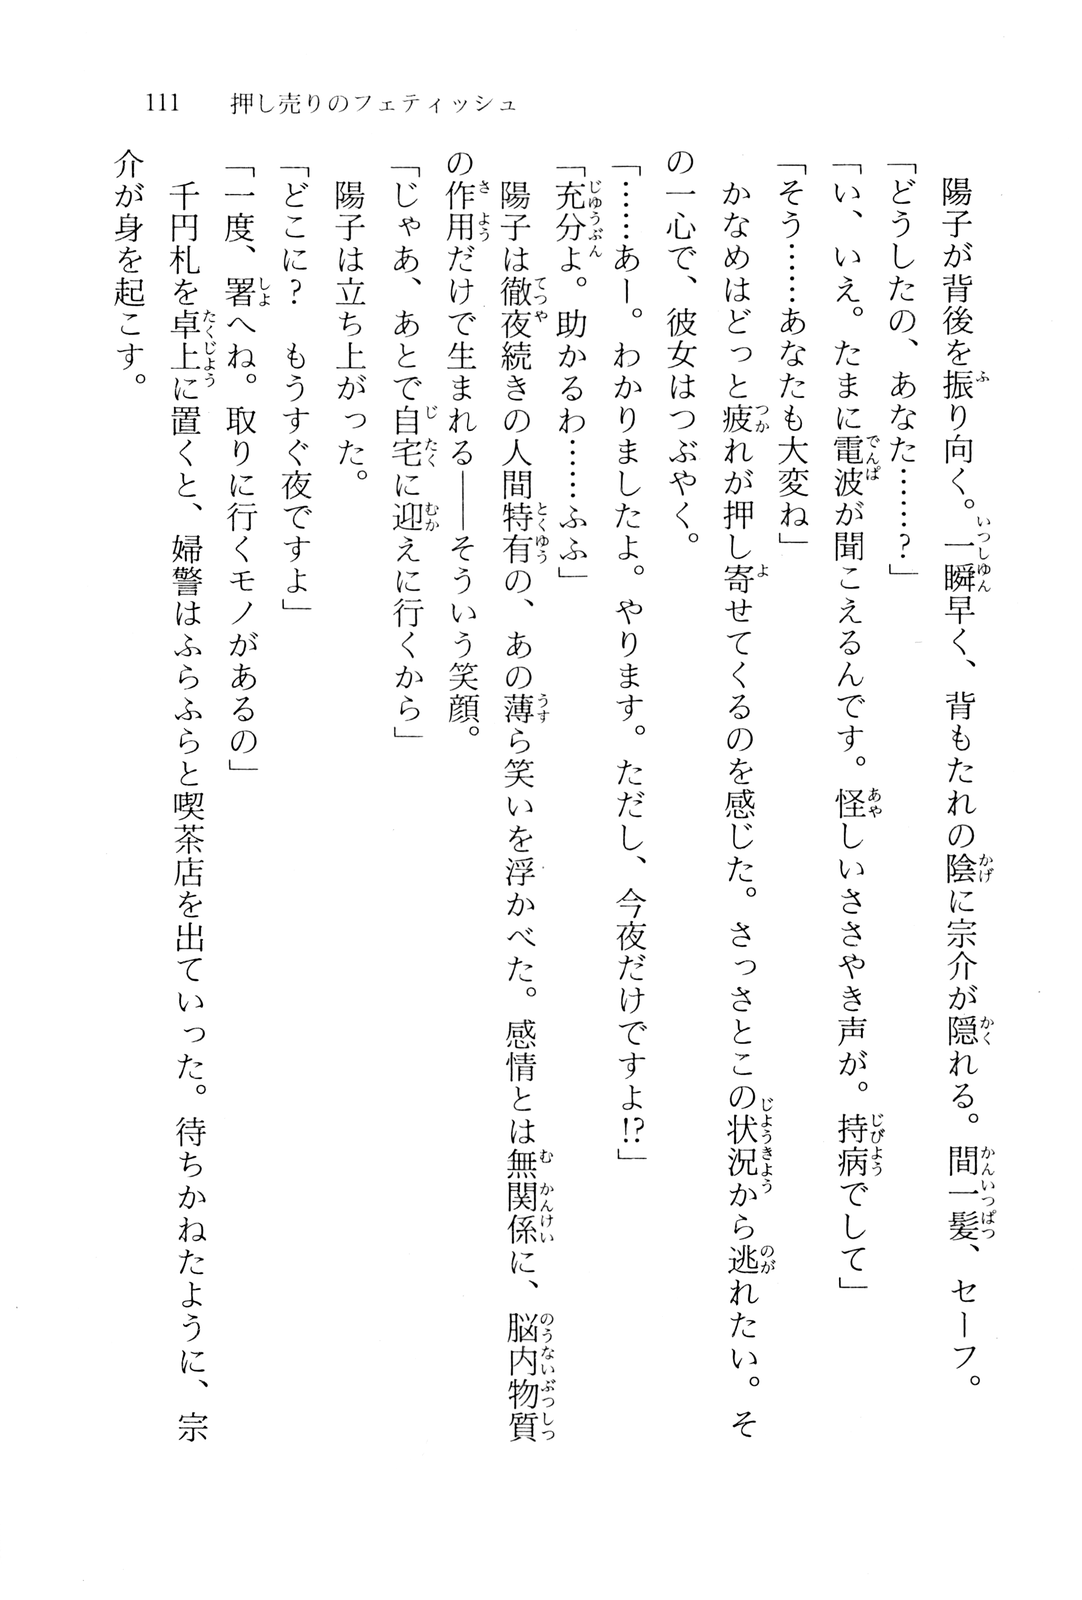 111　押し売りのフェティッシュ
　陽子が背後を振り向く。一瞬早く、背もたれの陰に宗介が隠れる。間一髪、セーフ。
「どうしたの、あなた……？」
「い、いえ。たまに電波が聞こえるんです。怪しいささやき声が。持病でして」
「そう……あなたも大変ね」
　かなめはどっと疲れが押し寄せてくるのを感じた。さっさとこの状況から逃れたい。そ
の一心で、彼女はつぶやく。
「……あー。わかりましたよ。やります。ただし、今夜だけですよ!?」
「充分よ。助かるわ……ふふ」
　陽子は徹夜続きの人間特有の、あの薄ら笑いを浮かべた。感情とは無関係に、脳内物質
の作用だけで生まれる――そういう笑顔。
「じゃあ、あとで自宅に迎えに行くから」
　陽子は立ち上がった。
「どこに？　もうすぐ夜ですよ」
「一度、署へね。取りに行くモノがあるの」
　千円札を卓上に置くと、婦警はふらふらと喫茶店を出ていった。待ちかねたように、宗
介が身を起こす。